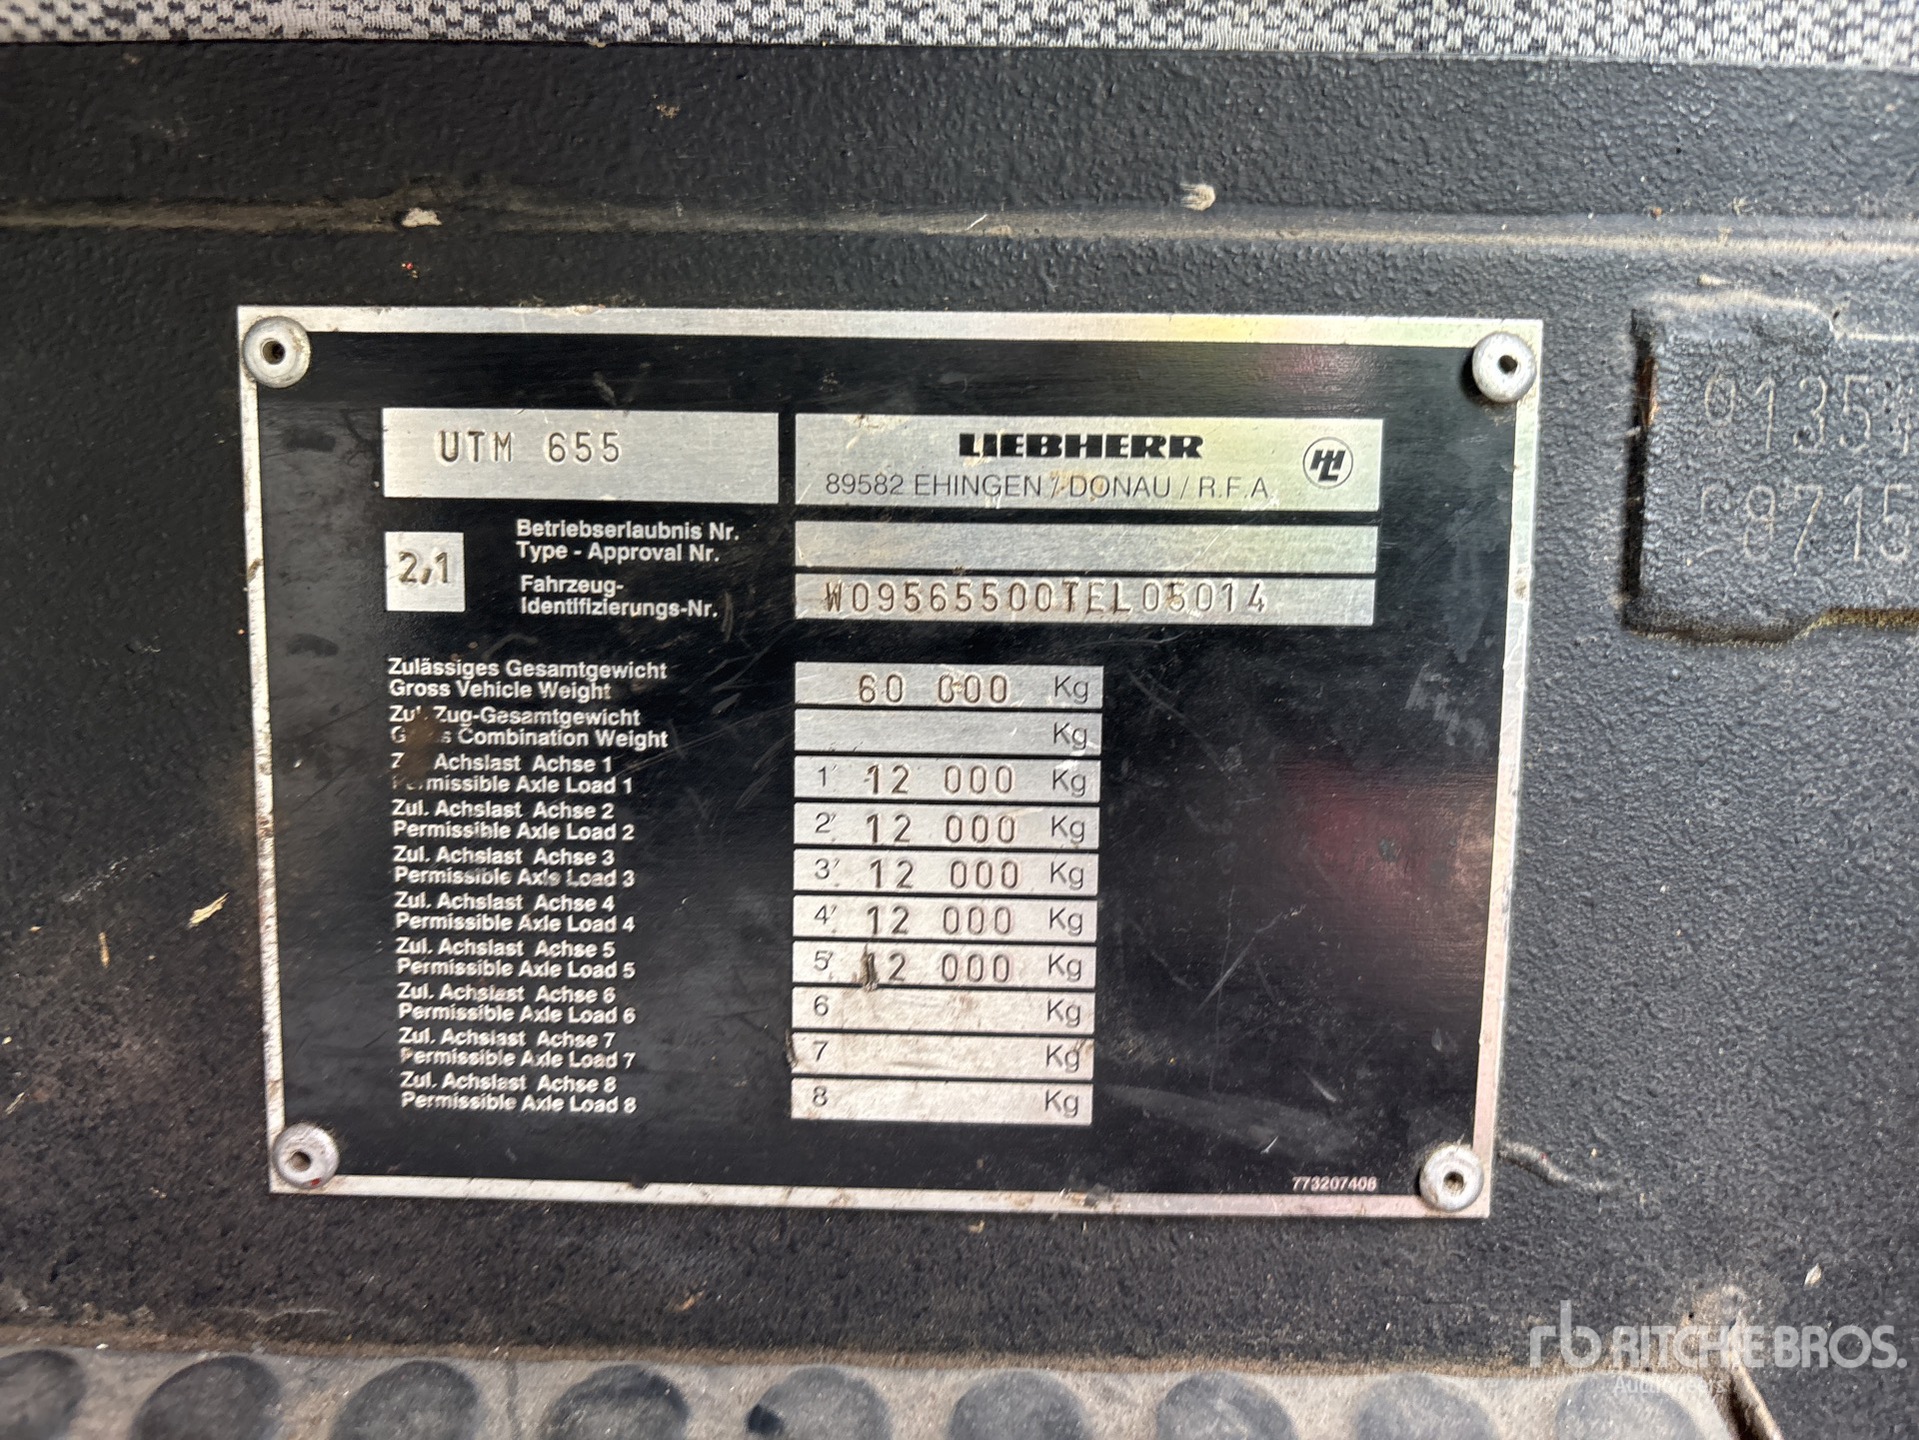 UTM 655
LIEBHERR
89582 EHINGEN / DONAU / R.F.A
2,1
Betriebserlaubnis Nr.
Type - Approval Nr.
Fahrzeug-
Identifizierungs-Nr.
W09565500TEL05014
Zulässiges Gesamtgewicht
Gross Vehicle Weight
60 000 Kg
Zul. Zug-Gesamtgewicht
Gross Combination Weight
Kg
Zul. Achslast Achse 1
Permissible Axle Load 1
1' 12 000 Kg
Zul. Achslast Achse 2
Permissible Axle Load 2
2' 12 000 Kg
Zul. Achslast Achse 3
Permissible Axle Load 3
3' 12 000 Kg
Zul. Achslast Achse 4
Permissible Axle Load 4
4' 12 000 Kg
Zul. Achslast Achse 5
Permissible Axle Load 5
5' 12 000 Kg
Zul. Achslast Achse 6
Permissible Axle Load 6
6 Kg
Zul. Achslast Achse 7
Permissible Axle Load 7
7 Kg
Zul. Achslast Achse 8
Permissible Axle Load 8
8 Kg
773207408
rb RITCHIE BROS.
Auctioneers